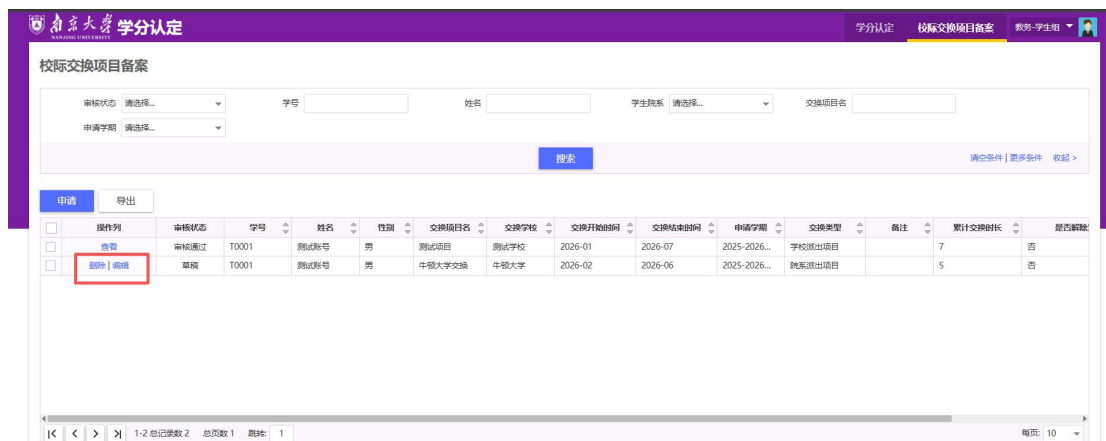 南京大学 学分认定 学分认定 校际交换项目备案 教务-学生组
NANJING UNIVERSITY
校际交换项目备案
审核状态 请选择... 学号 姓名 学生院系 请选择... 交换项目名
申请学期 请选择...
搜索 清空条件 | 更多条件 收起 >
申请 导出
操作列 审核状态 学号 姓名 性别 交换项目名 交换学校 交换开始时间 交换结束时间 申请学期 交换类型 备注 累计交换时长 是否解除
查看 审核通过 T0001 测试账号 男 测试项目 测试学校 2026-01 2026-07 2025-2026... 学校派出项目 7 否
删除 | 编辑 草稿 T0001 测试账号 男 牛顿大学交换 牛顿大学 2026-02 2026-06 2025-2026... 院系派出项目 5 否
1-2 总记录数 2 总页数 1 跳转: 1 每页: 10